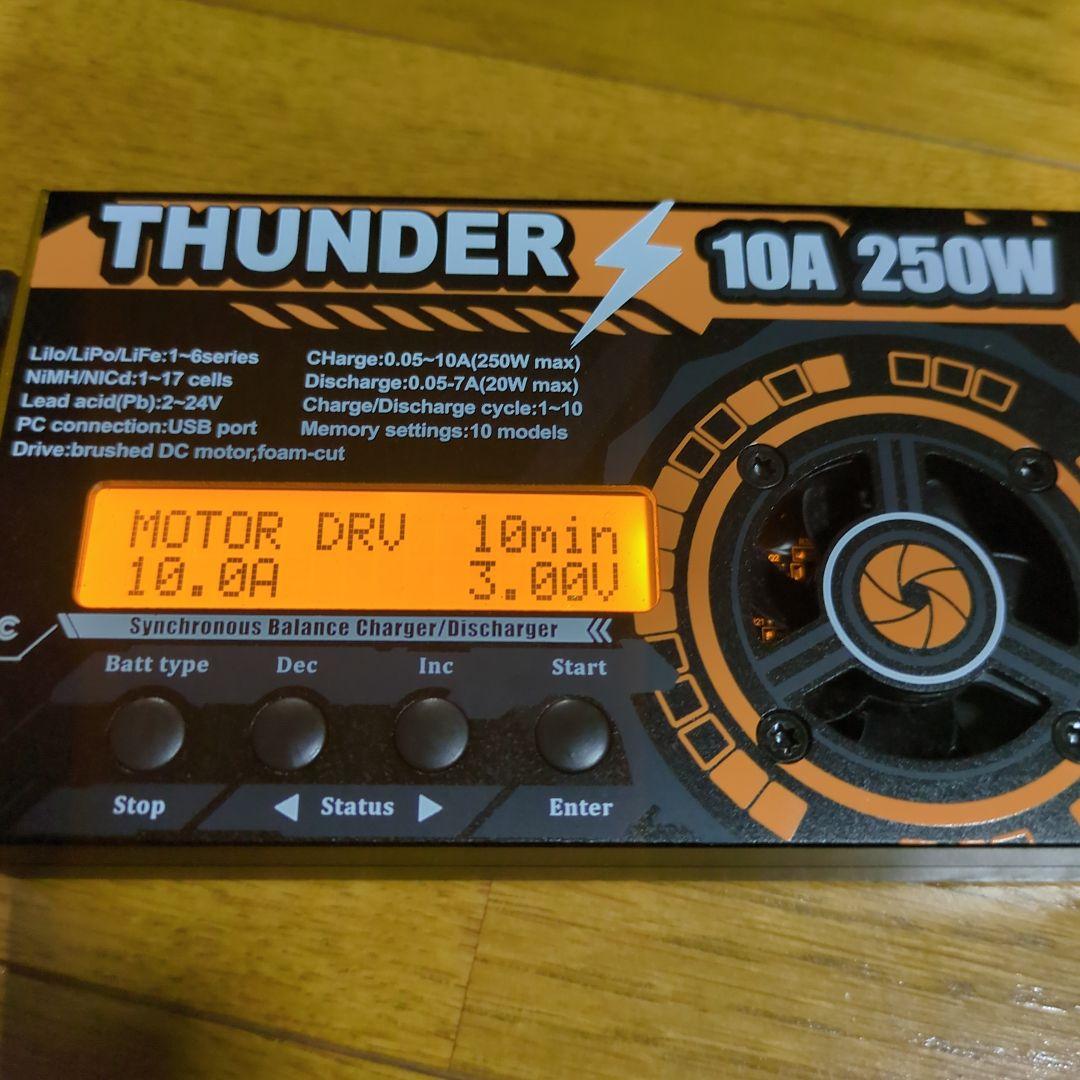 THUNDER 10A 250W
LiIo/LiPo/LiFe:1~6series
NiMH/NICd:1~17 cells
Lead acid(Pb):2~24V
PC connection:USB port
Drive:brushed DC motor,foam-cut
CHarge:0.05~10A(250W max)
Discharge:0.05-7A(20W max)
Charge/Discharge cycle:1~10
Memory settings:10 models
MOTOR DRV 10min
10.0A 3.00V
C
Synchronous Balance Charger/Discharger
Batt type Dec Inc Start
Stop Status Enter